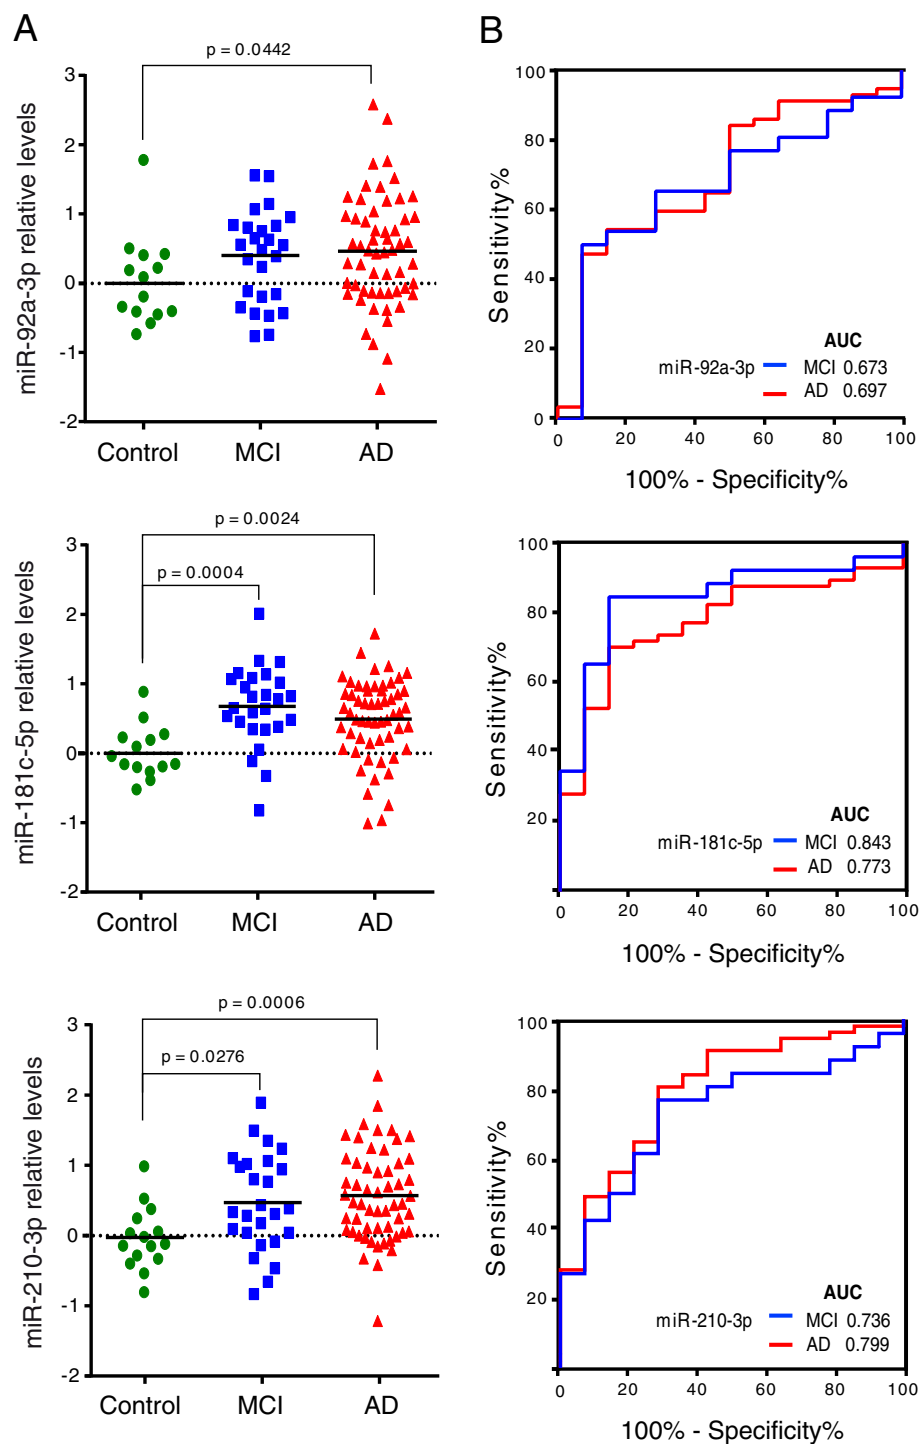 A
p = 0.0442
miR-92a-3p relative levels
3
2
1
0
-1
-2
Control MCI AD
B
Sensitivity%
100
80
60
40
20
0
0 20 40 60 80 100
100% - Specificity%
AUC
miR-92a-3p MCI 0.673
AD 0.697
p = 0.0024
p = 0.0004
miR-181c-5p relative levels
3
2
1
0
-1
-2
Control MCI AD
Sensitivity%
100
80
60
40
20
0 20 40 60 80 100
100% - Specificity%
AUC
miR-181c-5p MCI 0.843
AD 0.773
p = 0.0006
p = 0.0276
miR-210-3p relative levels
3
2
1
0
-1
-2
Control MCI AD
Sensitivity%
100
80
60
40
20
0 20 40 60 80 100
100% - Specificity%
AUC
miR-210-3p MCI 0.736
AD 0.799